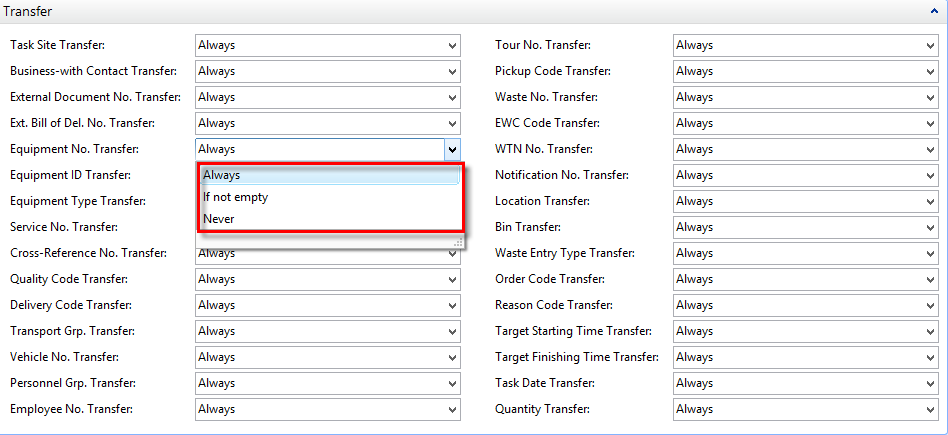 Transfer
Task Site Transfer: Always Tour No. Transfer: Always
Business-with Contact Transfer: Always Pickup Code Transfer: Always
External Document No. Transfer: Always Waste No. Transfer: Always
Ext. Bill of Del. No. Transfer: Always EWC Code Transfer: Always
Equipment No. Transfer: Always WTN No. Transfer: Always
Equipment ID Transfer: Always Notification No. Transfer: Always
Equipment Type Transfer: If not empty Location Transfer: Always
Service No. Transfer: Never Bin Transfer: Always
Cross-Reference No. Transfer: Always Waste Entry Type Transfer: Always
Quality Code Transfer: Always Order Code Transfer: Always
Delivery Code Transfer: Always Reason Code Transfer: Always
Transport Grp. Transfer: Always Target Starting Time Transfer: Always
Vehicle No. Transfer: Always Target Finishing Time Transfer: Always
Personnel Grp. Transfer: Always Task Date Transfer: Always
Employee No. Transfer: Always Quantity Transfer: Always